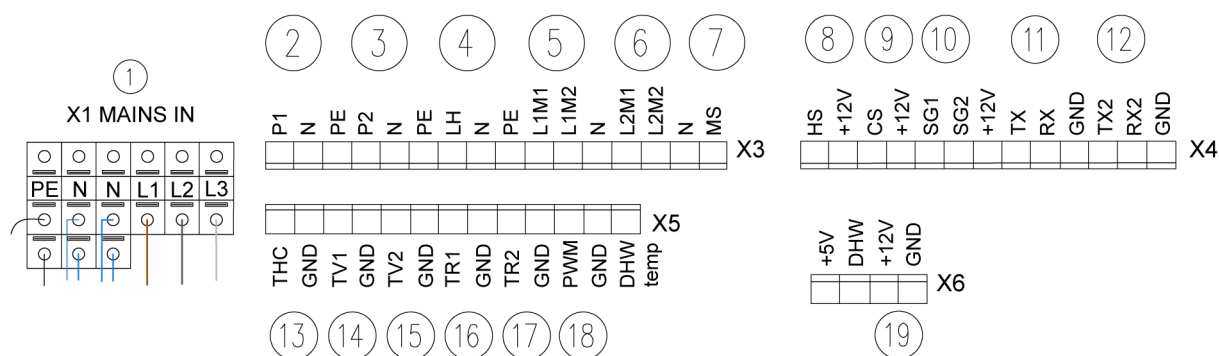 1
X1 MAINS IN
PE N N L1 L2 L3
2 3 4 5 6 7
P1 N PE P2 N PE LH N PE L1M1 L1M2 N L2M1 L2M2 N MS
X3
8 9 10 11 12
HS +12V CS +12V SG1 SG2 +12V TX RX GND TX2 RX2 GND
X4
X5
THC GND TV1 GND TV2 GND TR1 GND TR2 GND PWM GND DHW temp
13 14 15 16 17 18
+5V DHW +12V GND
X6
19